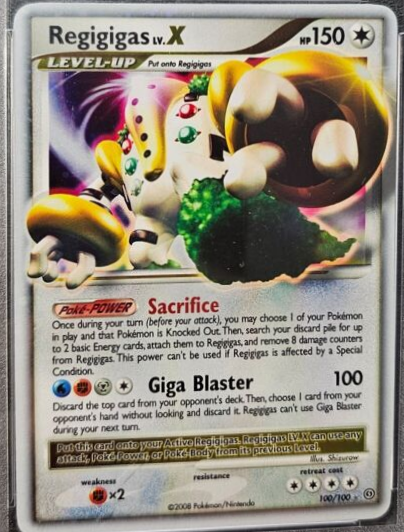 Regigigas LV.X HP 150
LEVEL-UP Put onto Regigigas
Poké-POWER Sacrifice
Once during your turn (before your attack), you may choose 1 of your Pokémon
in play and that Pokémon is Knocked Out. Then, search your discard pile for up
to 2 basic Energy cards, attach them to Regigigas, and remove 8 damage counters
from Regigigas. This power can't be used if Regigigas is affected by a Special
Condition.
Giga Blaster 100
Discard the top card from your opponent's deck. Then, choose 1 card from your
opponent's hand without looking and discard it. Regigigas can't use Giga Blaster
during your next turn.
Put this card onto your Active Regigigas. Regigigas LV.X can use any
attack, Poké-Power, or Poké-Body from its previous Level.
Illus. Shizurow
weakness resistance retreat cost
×2
©2008 Pokémon/Nintendo 100/100